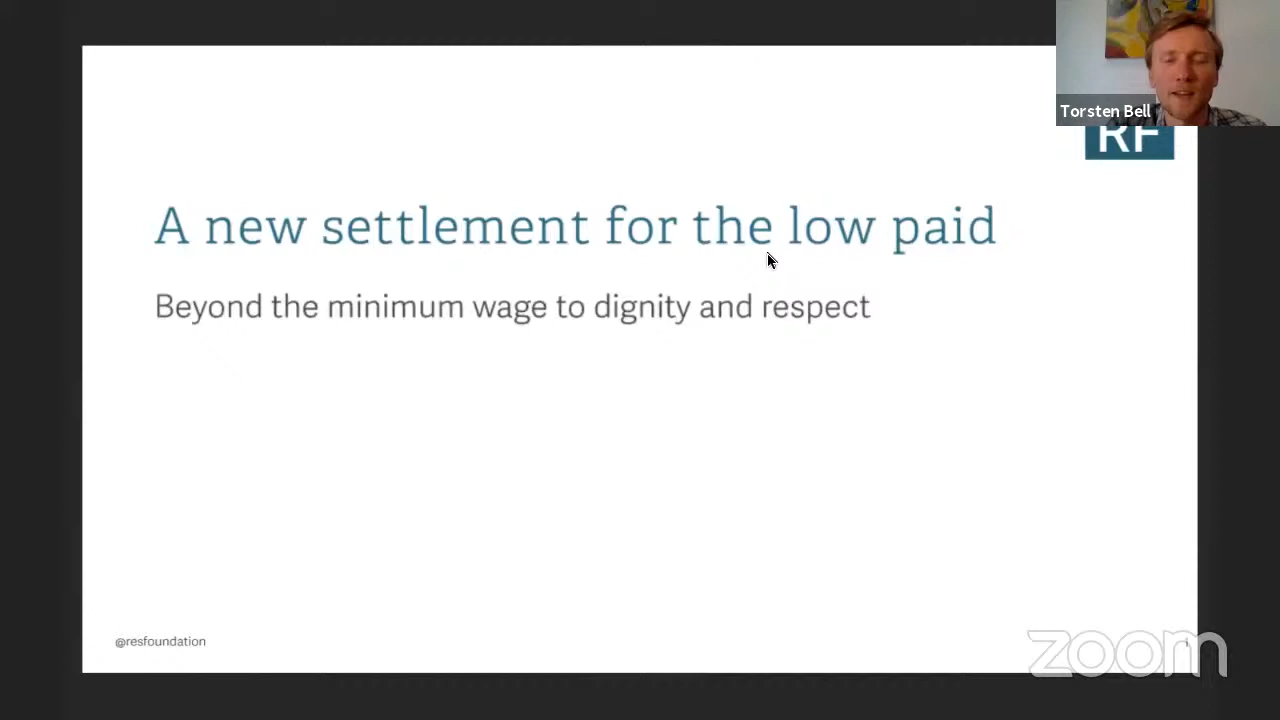 Torsten Bell
RF
A new settlement for the low paid
Beyond the minimum wage to dignity and respect
@resfoundation
zoom